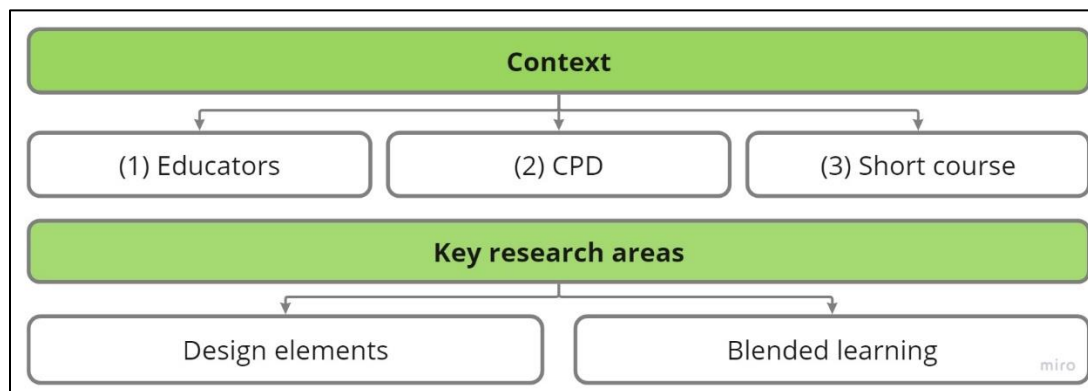 Context
(1) Educators
(2) CPD
(3) Short course
Key research areas
Design elements
Blended learning
miro